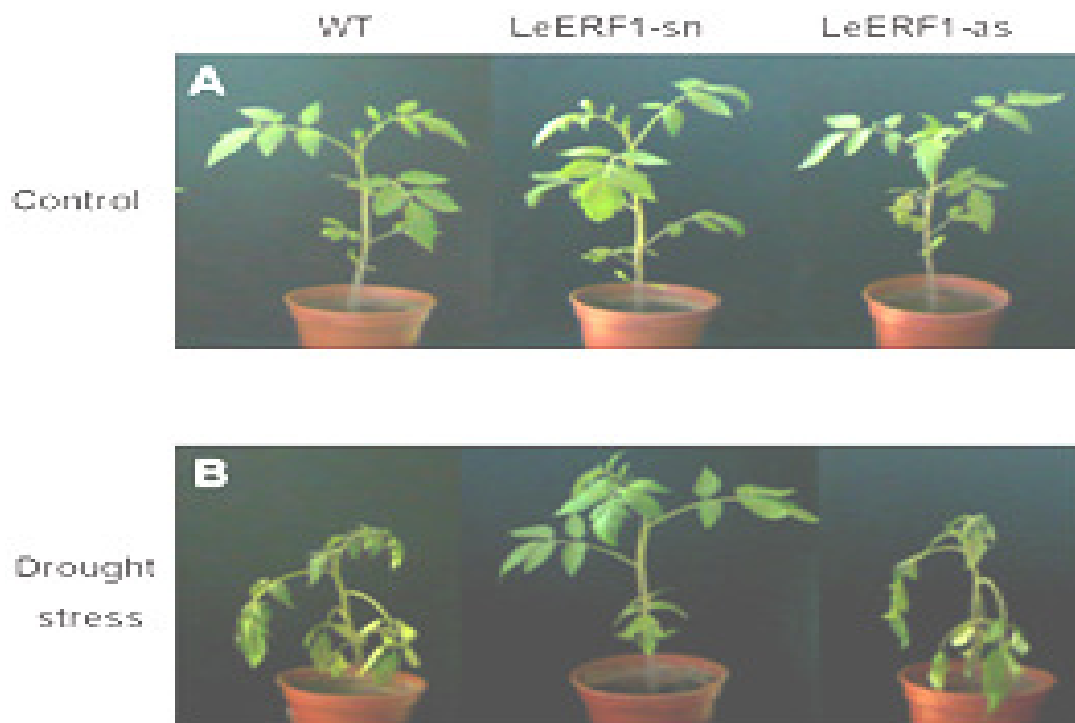 WT LeERF1-sn LeERF1-as
A
Control
B
Drought
stress